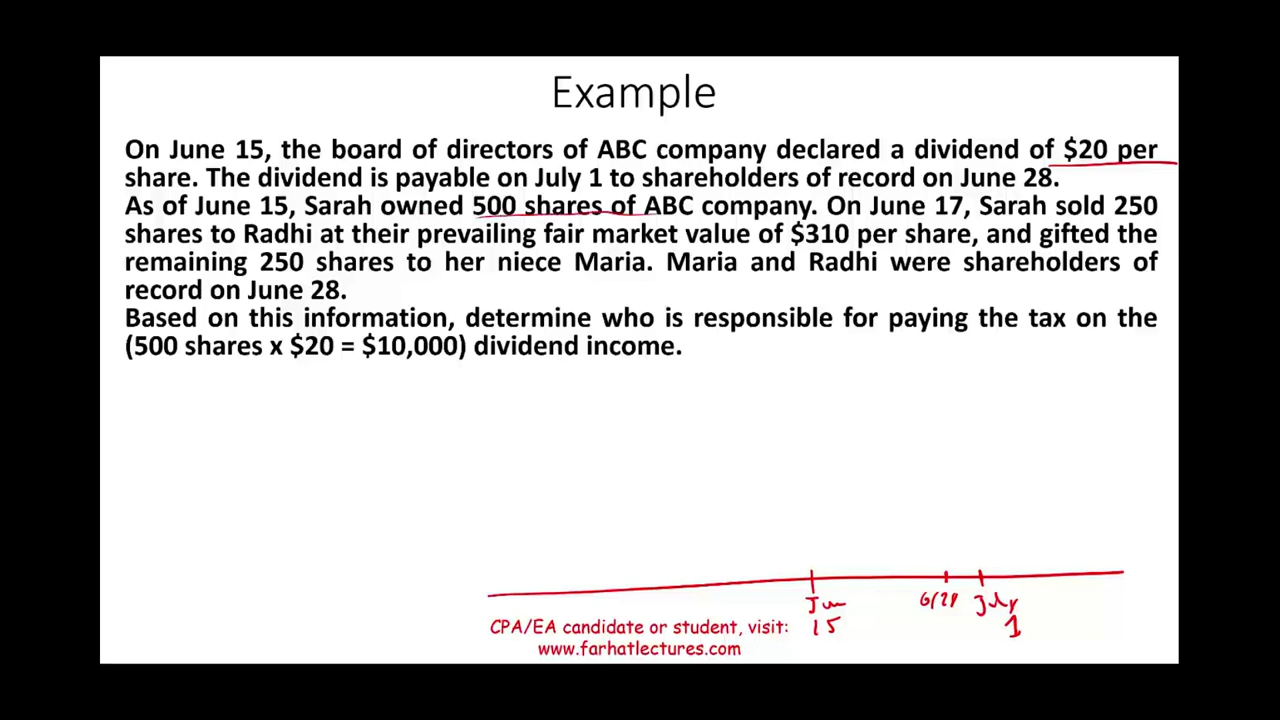 Example
On June 15, the board of directors of ABC company declared a dividend of $20 per
share. The dividend is payable on July 1 to shareholders of record on June 28.
As of June 15, Sarah owned 500 shares of ABC company. On June 17, Sarah sold 250
shares to Radhi at their prevailing fair market value of $310 per share, and gifted the
remaining 250 shares to her niece Maria. Maria and Radhi were shareholders of
record on June 28.
Based on this information, determine who is responsible for paying the tax on the
(500 shares x $20 = $10,000) dividend income.
Jun 6/28 July
15 1
CPA/EA candidate or student, visit:
www.farhatlectures.com